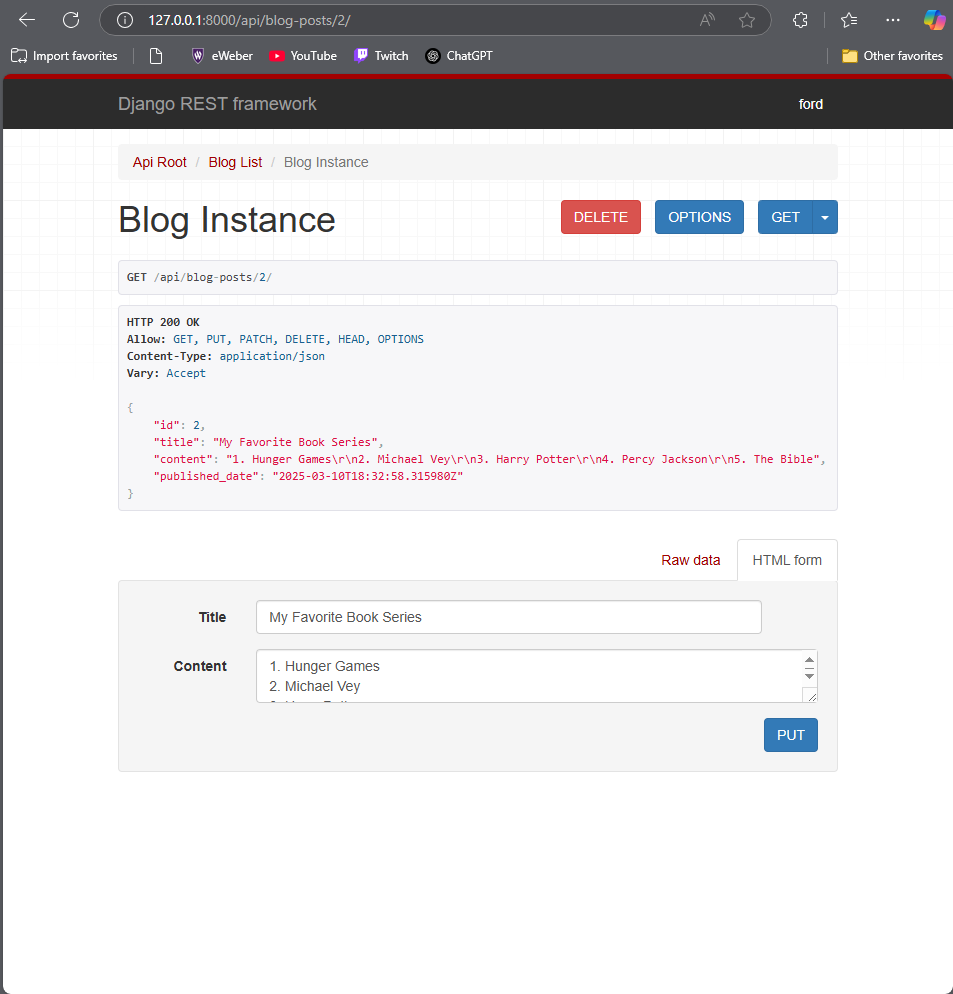 127.0.0.1:8000/api/blog-posts/2/
Import favorites
eWeber
YouTube
Twitch
ChatGPT
Other favorites
Django REST framework
ford
Api Root / Blog List / Blog Instance
Blog Instance
DELETE
OPTIONS
GET
GET /api/blog-posts/2/
HTTP 200 OK
Allow: GET, PUT, PATCH, DELETE, HEAD, OPTIONS
Content-Type: application/json
Vary: Accept
{
"id": 2,
"title": "My Favorite Book Series",
"content": "1. Hunger Games\r\n2. Michael Vey\r\n3. Harry Potter\r\n4. Percy Jackson\r\n5. The Bible",
"published_date": "2025-03-10T18:32:58.315980Z"
}
Raw data
HTML form
Title
My Favorite Book Series
Content
1. Hunger Games
2. Michael Vey
PUT